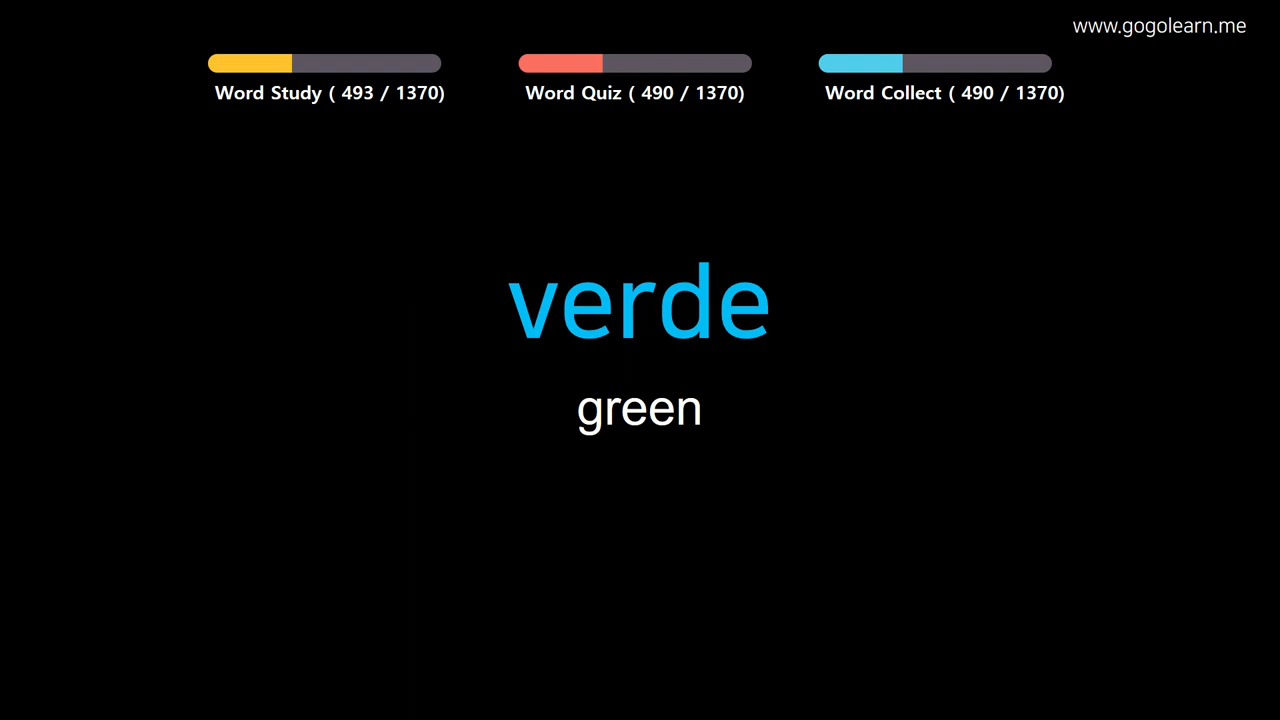 www.gogolearn.me
Word Study ( 493 / 1370)
Word Quiz ( 490 / 1370)
Word Collect ( 490 / 1370)
verde
green